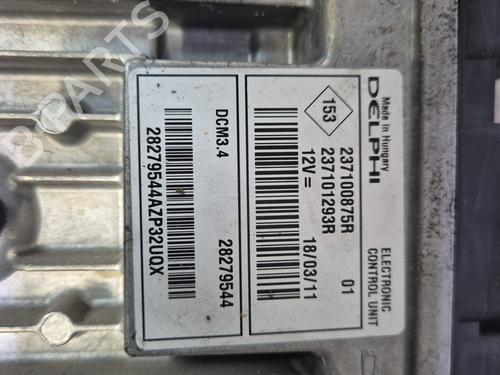 DELPHI
Made in Hungary
ELECTRONIC
CONTROL UNIT
153
237100875R 01
237101293R
12V= 18/03/11
DCM3.4 28279544
28279544AZP32UQX
B-PARTS